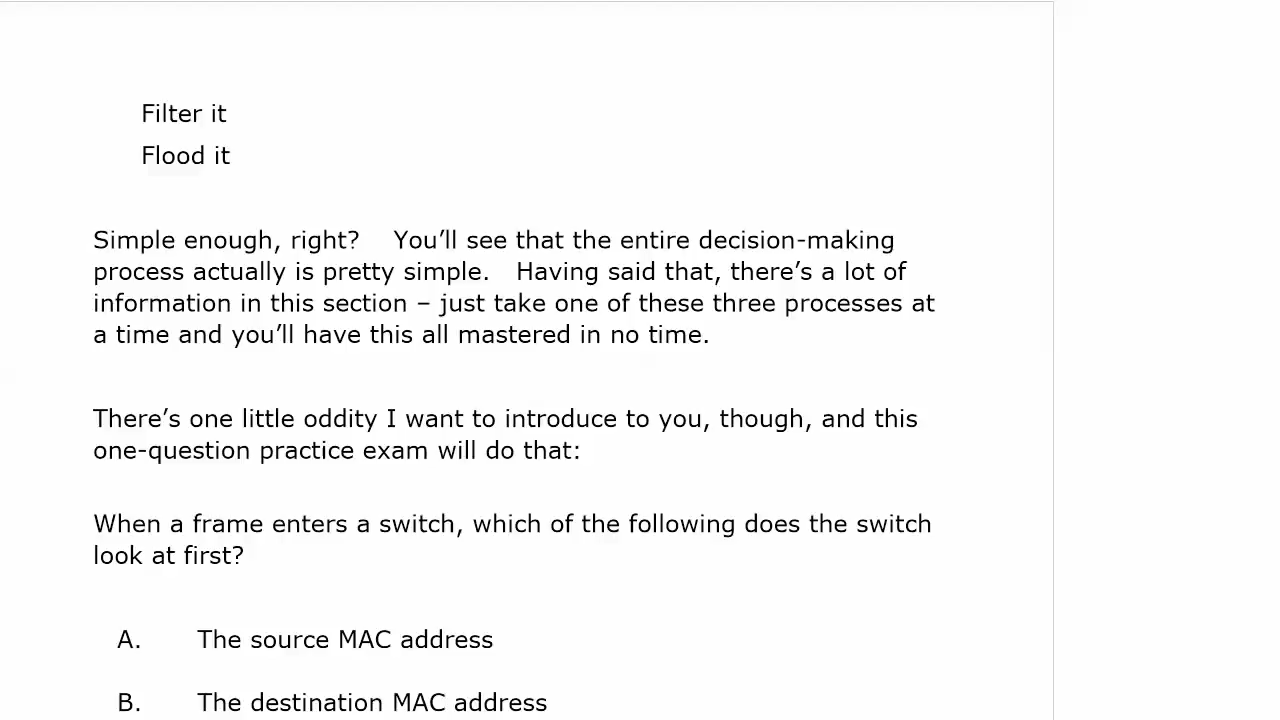 Filter it
Flood it
Simple enough, right? You’ll see that the entire decision-making
process actually is pretty simple. Having said that, there’s a lot of
information in this section – just take one of these three processes at
a time and you’ll have this all mastered in no time.
There’s one little oddity I want to introduce to you, though, and this
one-question practice exam will do that:
When a frame enters a switch, which of the following does the switch
look at first?
A. The source MAC address
B. The destination MAC address